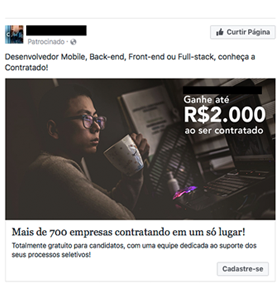 Curtir Página
Patrocinado ·
Desenvolvedor Mobile, Back-end, Front-end ou Full-stack, conheça a
Contratado!
Ganhe até
R$2.000
ao ser contratado
Mais de 700 empresas contratando em um só lugar!
Totalmente gratuito para candidatos, com uma equipe dedicada ao suporte dos
seus processos seletivos!
Cadastre-se